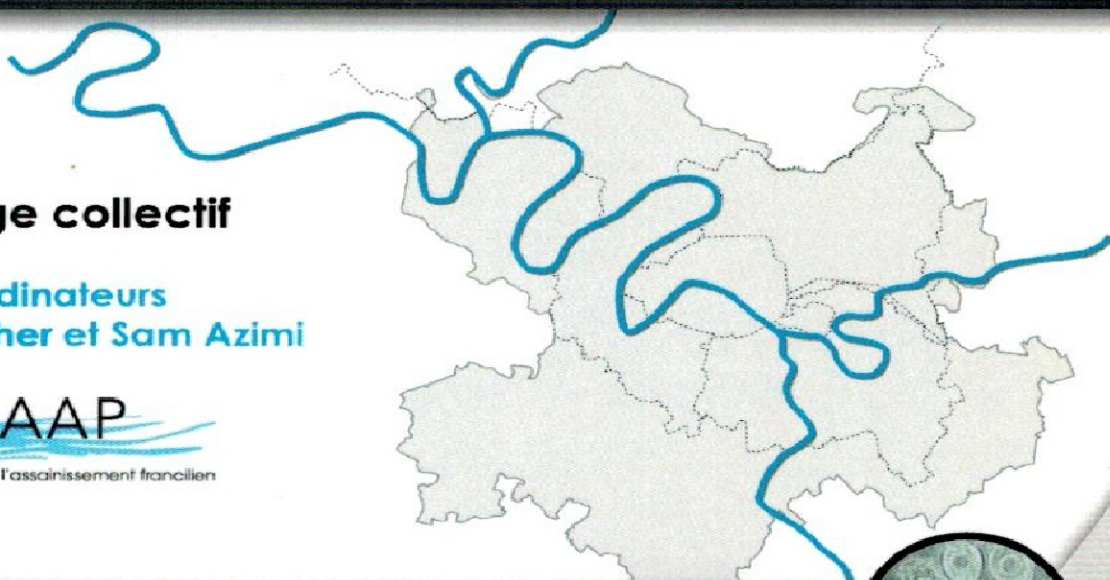 ge collectif
dinateurs
her et Sam Azimi
AAP
l'assainissement francilien